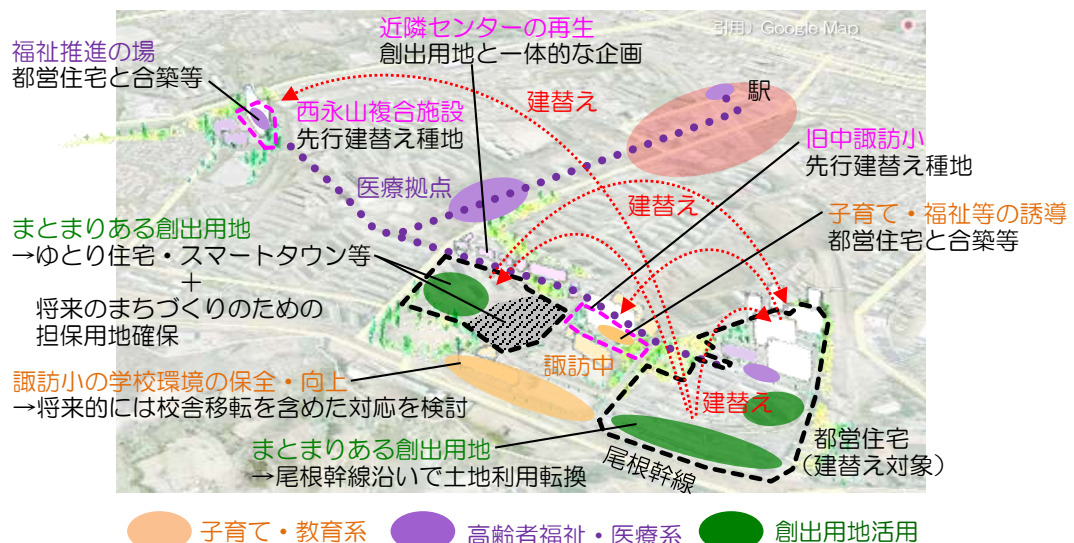 引用）Google Map
近隣センターの再生
創出用地と一体的な企画
福祉推進の場
都営住宅と合築等
駅
建替え
西永山複合施設
先行建替え種地
旧中諏訪小
先行建替え種地
医療拠点
建替え
子育て・福祉等の誘導
都営住宅と合築等
まとまりある創出用地
→ゆとり住宅・スマートタウン等
＋
将来のまちづくりのための
担保用地確保
諏訪中
諏訪小の学校環境の保全・向上
→将来的には校舎移転を含めた対応を検討
建替え
まとまりある創出用地
→尾根幹線沿いで土地利用転換
尾根幹線
都営住宅
（建替え対象）
子育て・教育系
高齢者福祉・医療系
創出用地活用